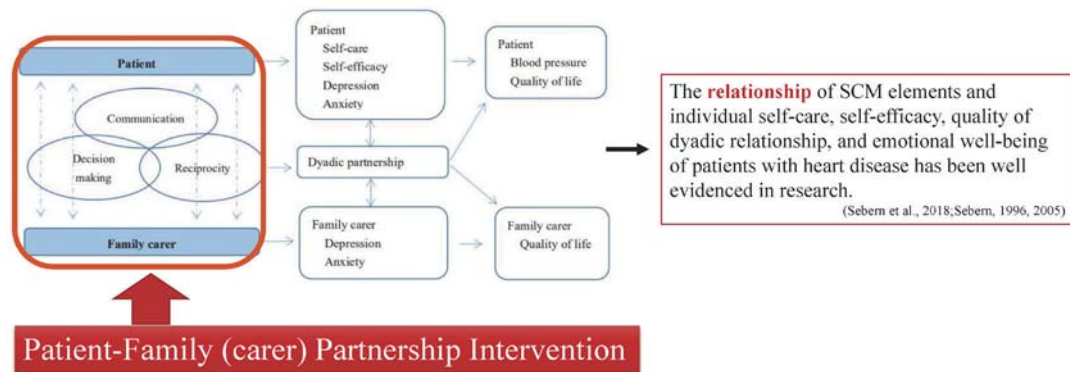 Patient
Communication
Decision
making
Reciprocity
Family carer
Patient
Self-care
Self-efficacy
Depression
Anxiety
Dyadic partnership
Family carer
Depression
Anxiety
Patient
Blood pressure
Quality of life
Family carer
Quality of life
The relationship of SCM elements and
individual self-care, self-efficacy, quality of
dyadic relationship, and emotional well-being
of patients with heart disease has been well
evidenced in research.
(Sebern et al., 2018;Sebern, 1996, 2005)
Patient-Family (carer) Partnership Intervention